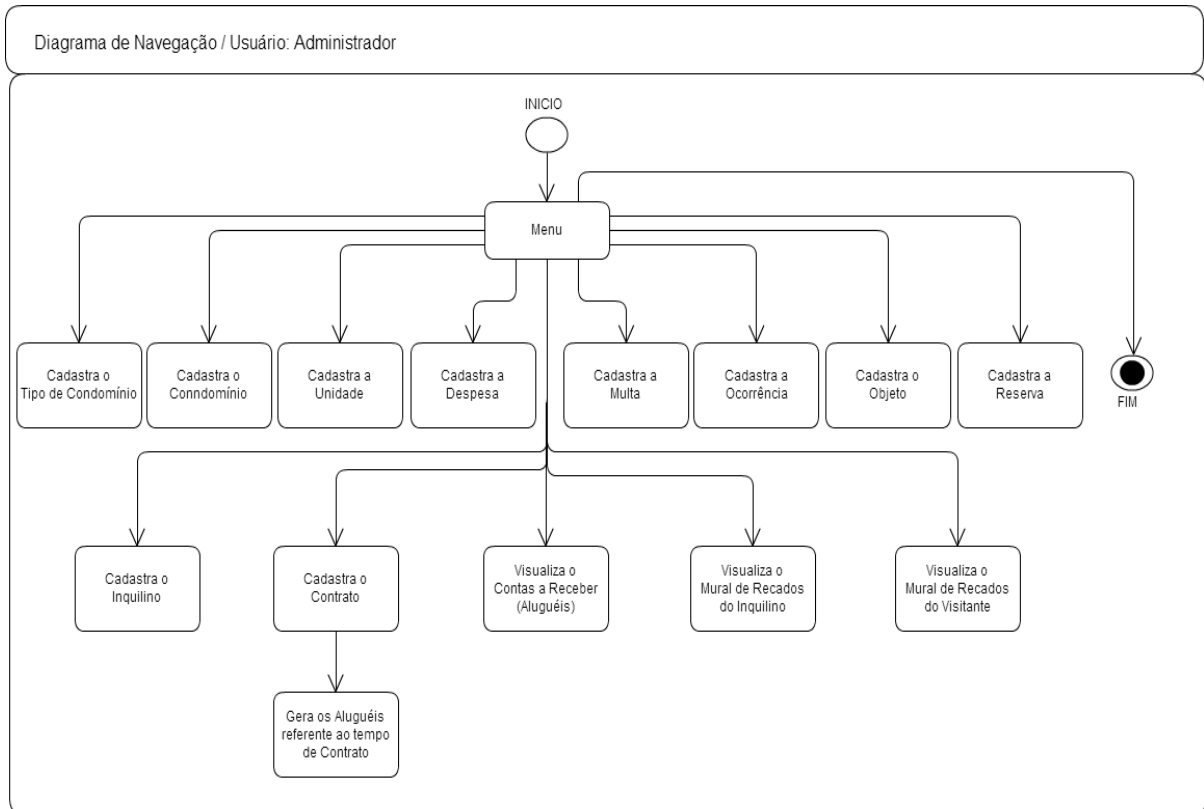 Diagrama de Navegação / Usuário: Administrador
INICIO
Menu
Cadastra o
Tipo de Condomínio
Cadastra o
Conndomínio
Cadastra a
Unidade
Cadastra a
Despesa
Cadastra a
Multa
Cadastra a
Ocorrência
Cadastra o
Objeto
Cadastra a
Reserva
FIM
Cadastra o
Inquilino
Cadastra o
Contrato
Visualiza o
Contas a Receber
(Aluguéis)
Visualiza o
Mural de Recados
do Inquilino
Visualiza o
Mural de Recados
do Visitante
Gera os Aluguéis
referente ao tempo
de Contrato